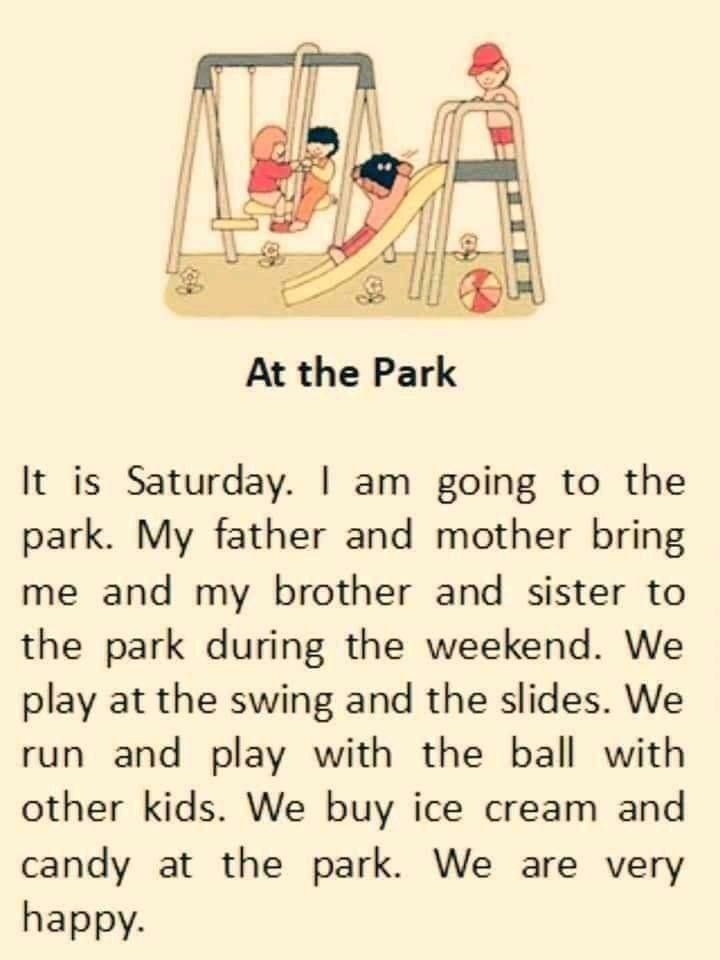 At the Park
It is Saturday. I am going to the
park. My father and mother bring
me and my brother and sister to
the park during the weekend. We
play at the swing and the slides. We
run and play with the ball with
other kids. We buy ice cream and
candy at the park. We are very
happy.